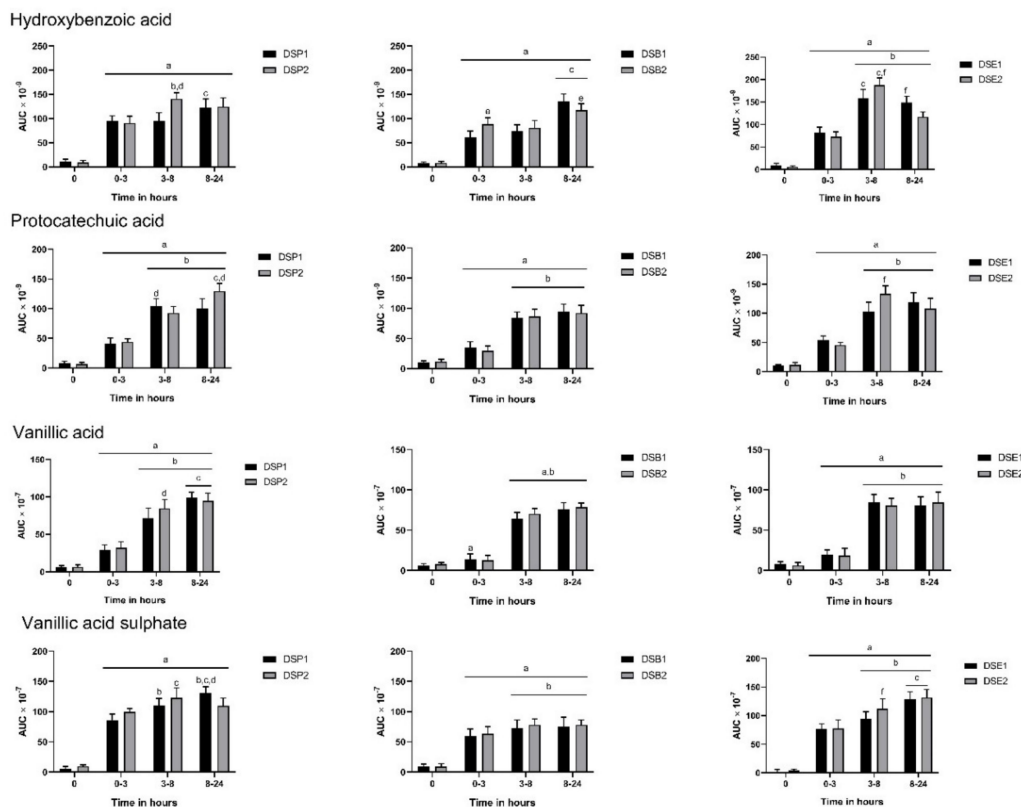 Hydroxybenzoic acid
250
200
150
100
50
0
AUC × 10⁻⁹
a
b,d
c
0
0-3
3-8
8-24
Time in hours
DSP1
DSP2
250
200
150
100
50
0
AUC × 10⁻⁹
a
c
e
e
0
0-3
3-8
8-24
Time in hours
DSB1
DSB2
250
200
150
100
50
0
AUC × 10⁻⁹
a
b
c
c,f
f
0
0-3
3-8
8-24
Time in hours
DSE1
DSE2
Protocatechuic acid
200
150
100
50
0
AUC × 10⁻⁹
a
b
d
c,d
0
0-3
3-8
8-24
Time in hours
DSP1
DSP2
200
150
100
50
0
AUC × 10⁻⁹
a
b
0
0-3
3-8
8-24
Time in hours
DSB1
DSB2
200
150
100
50
0
AUC × 10⁻⁹
a
b
f
0
0-3
3-8
8-24
Time in hours
DSE1
DSE2
Vanillic acid
150
100
50
0
AUC × 10⁻⁷
a
b
c
d
0
0-3
3-8
8-24
Time in hours
DSP1
DSP2
150
100
50
0
AUC × 10⁻⁷
a,b
a
0
0-3
3-8
8-24
Time in hours
DSB1
DSB2
150
100
50
0
AUC × 10⁻⁷
a
b
0
0-3
3-8
8-24
Time in hours
DSE1
DSE2
Vanillic acid sulphate
200
150
100
50
0
AUC × 10⁻⁷
a
b
c
b,c,d
0
0-3
3-8
8-24
Time in hours
DSP1
DSP2
200
150
100
50
0
AUC × 10⁻⁷
a
b
0
0-3
3-8
8-24
Time in hours
DSB1
DSB2
200
150
100
50
0
AUC × 10⁻⁷
a
b
c
f
0
0-3
3-8
8-24
Time in hours
DSE1
DSE2